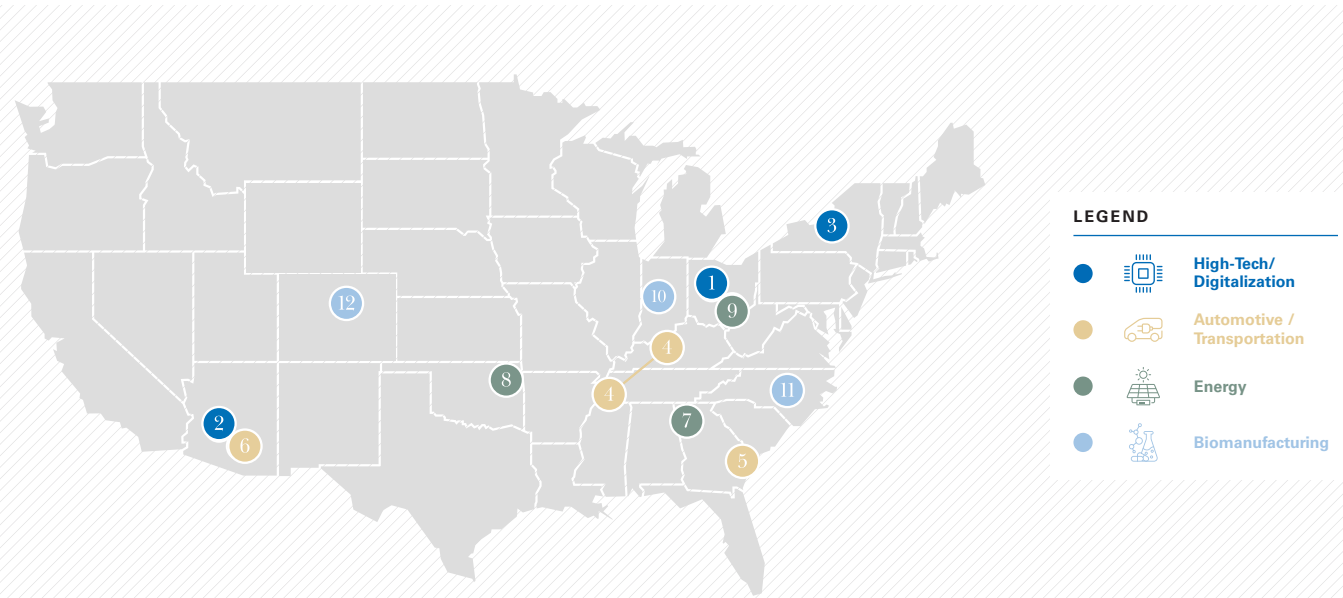 3
LEGEND
High-Tech/
Digitalization
1
10
12
9
Automotive /
Transportation
4
8
Energy
4
11
2
7
6
Biomanufacturing
5